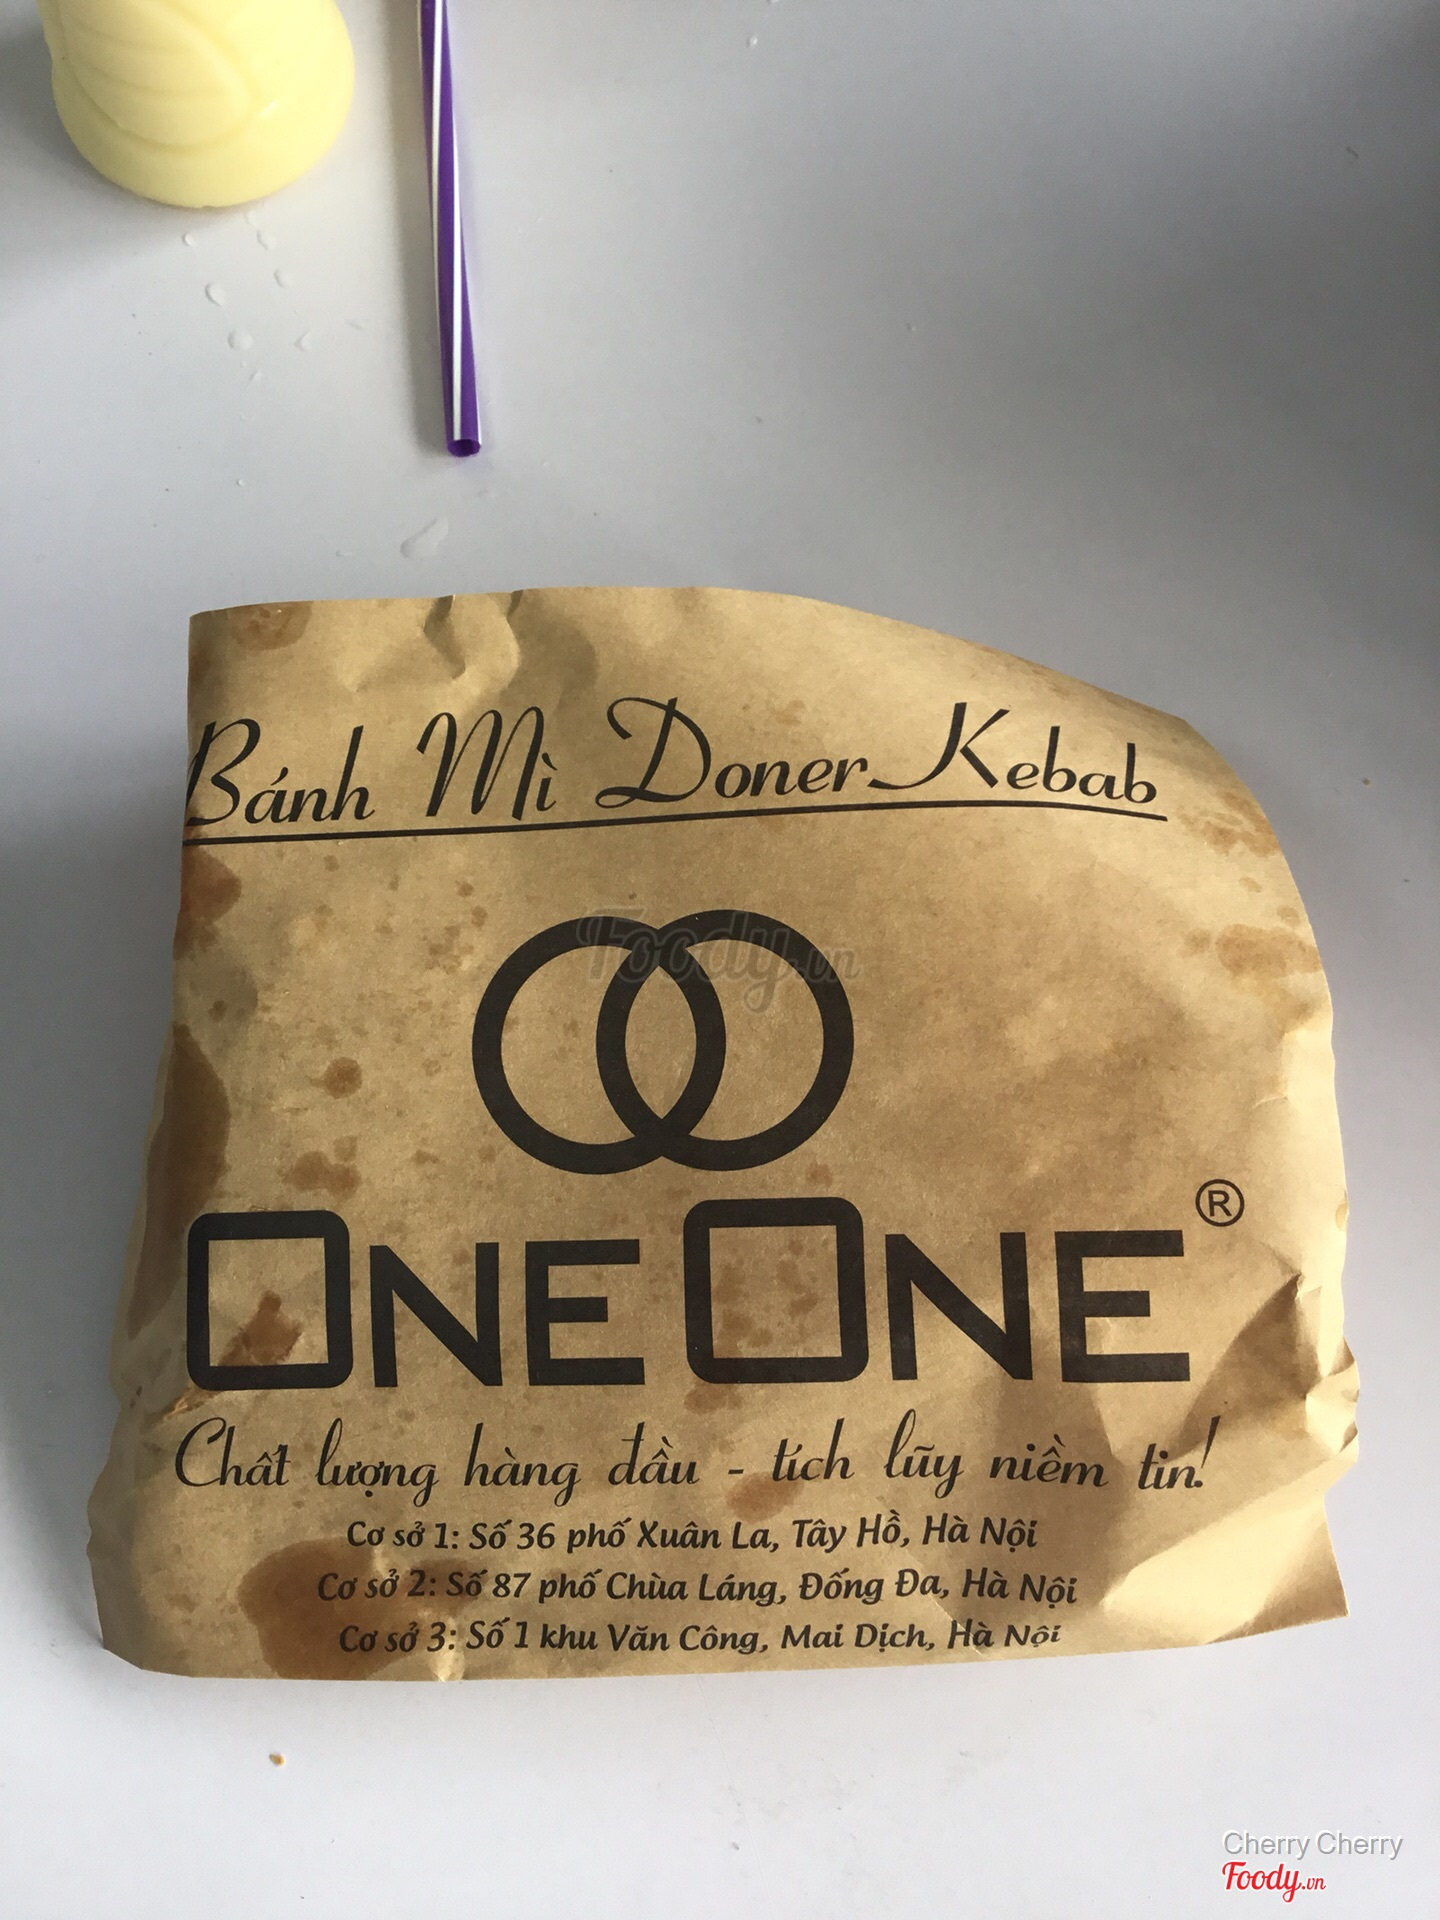 Bánh Mì Doner Kebab
Foody.vn
ONE ONE ®
Chất lượng hàng đầu - tích lũy niềm tin!
Cơ sở 1: Số 36 phố Xuân La, Tây Hồ, Hà Nội
Cơ sở 2: Số 87 phố Chùa Láng, Đống Đa, Hà Nội
Cơ sở 3: Số 1 khu Văn Công, Mai Dịch, Hà Nội
Cherry Cherry
Foody.vn